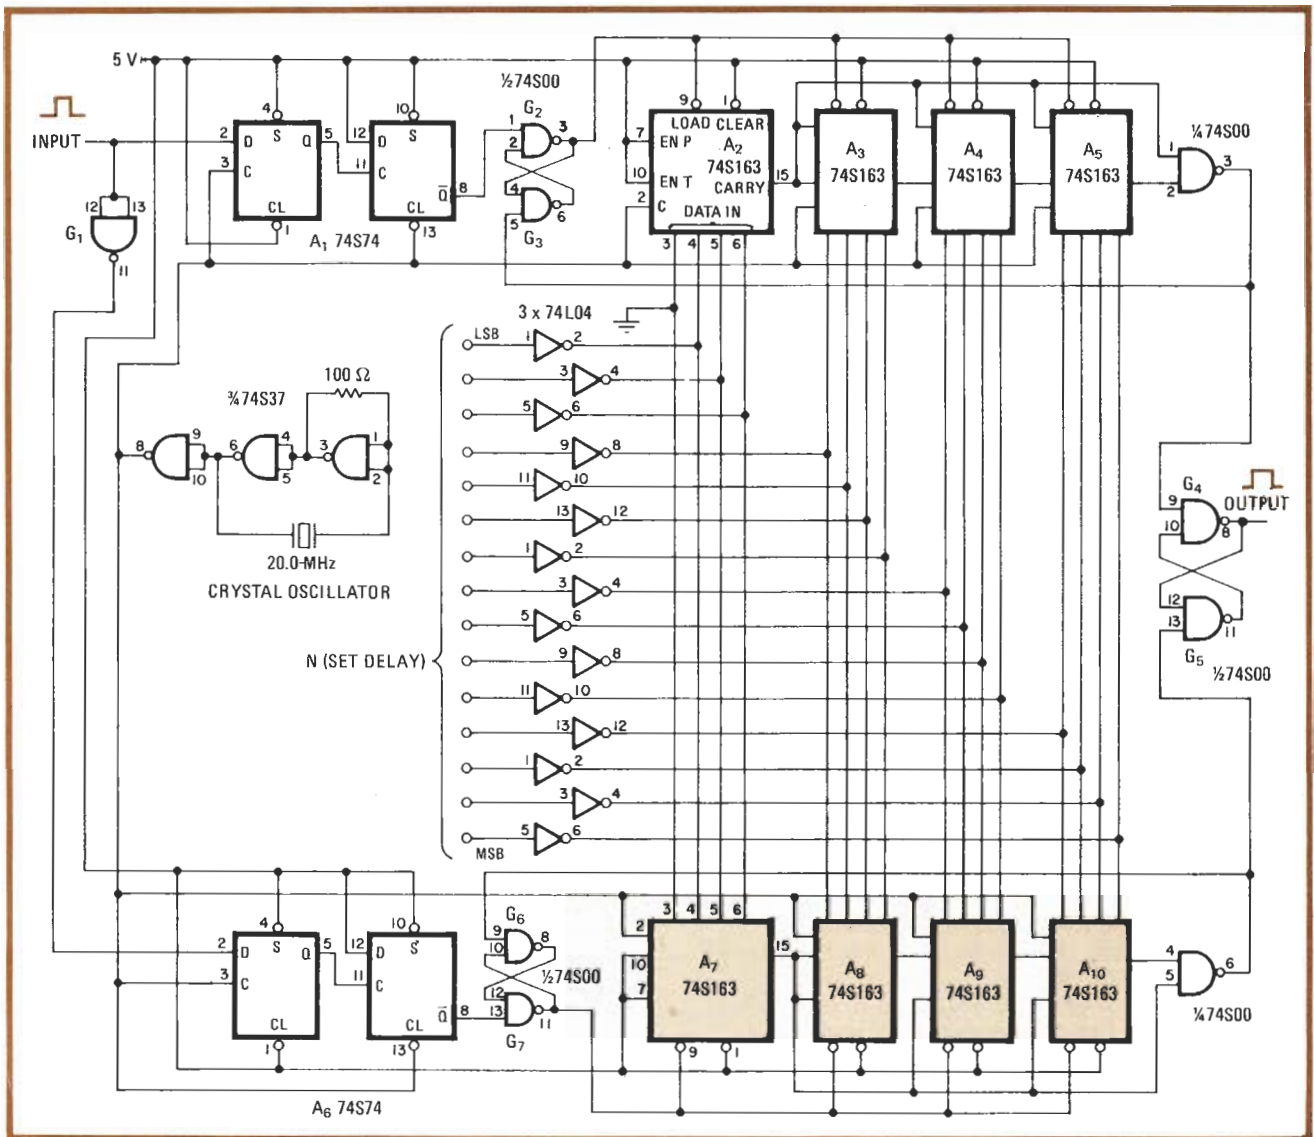 5 V
½74S00
G2
INPUT
4
10
1
3
9
1
2
D
S
Q
5
12
D
S
LOAD CLEAR
7
EN P
A2
74S163
A3
74S163
A4
74S163
A5
74S163
¼74S00
1
3
3
C
11
C
Q̅
8
2
10
EN T
CARRY
15
2
12
13
4
2
C
G1
CL
CL
5
6
DATA IN
11
1
A1 74S74
13
G3
3
4
5
6
3 x 74L04
LSB
1
2
100 Ω
3
4
¾74S37
5
6
8
9
10
6
4
5
3
1
2
9
8
11
10
G4
9
OUTPUT
10
8
13
12
20.0-MHz
1
2
CRYSTAL OSCILLATOR
3
4
12
5
6
13
11
G5
N (SET DELAY)
9
8
½74S00
11
10
13
12
1
2
3
4
5
6
MSB
4
10
9
G6
8
3
4
5
6
2
D
S
Q
5
12
D
S
10
½74S00
2
15
10
A7
74S163
A8
74S163
A9
74S163
A10
74S163
4
6
3
C
11
C
12
7
5
CL
CL
Q̅
8
13
11
¼74S00
1
13
G7
9
1
A6 74S74